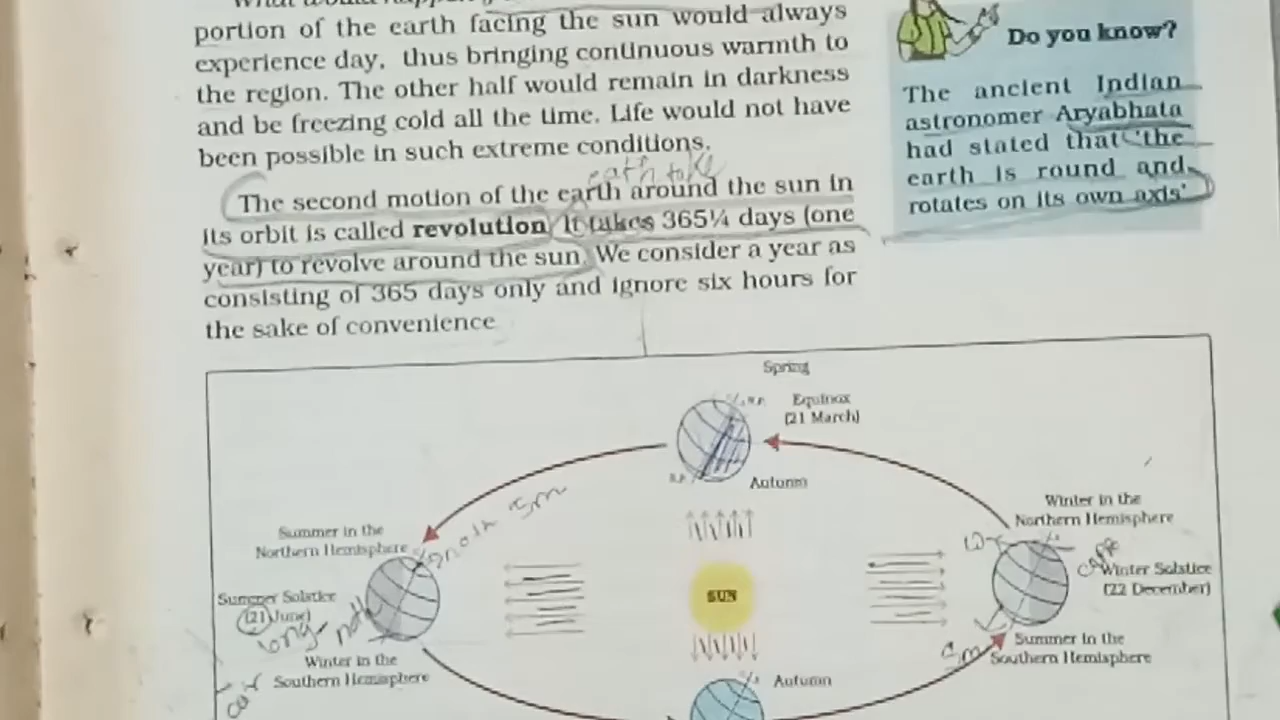 portion of the earth facing the sun would always
experience day, thus bringing continuous warmth to
the region. The other half would remain in darkness
and be freezing cold all the time. Life would not have
been possible in such extreme conditions.
The second motion of the earth around the sun in
its orbit is called revolution. It takes 365¼ days (one
year) to revolve around the sun. We consider a year as
consisting of 365 days only and ignore six hours for
the sake of convenience
Do you know?
The ancient Indian
astronomer Aryabhata
had stated that 'the
earth is round and
rotates on its own axis'
Spring
Equinox
(21 March)
Autumn
Summer in the
Northern Hemisphere
Summer Solstice
(21 June)
Winter in the
Southern Hemisphere
SUN
Winter in the
Northern Hemisphere
Winter Solstice
(22 December)
Summer in the
Southern Hemisphere
Autumn